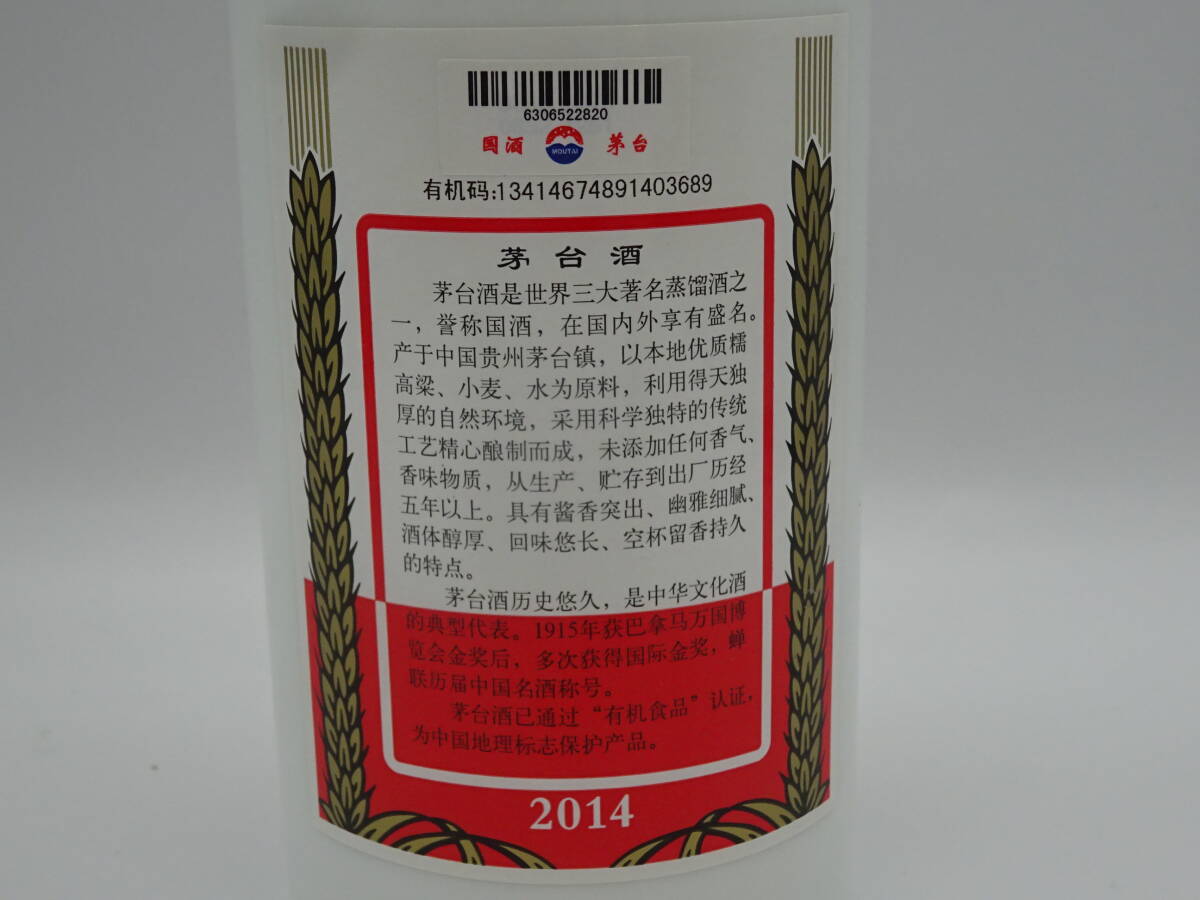 6306522820
国酒 MOUTAI 茅台
有机码:13414674891403689
茅台酒
茅台酒是世界三大著名蒸馏酒之
一，誉称国酒，在国内外享有盛名。
产于中国贵州茅台镇，以本地优质糯
高粱、小麦、水为原料，利用得天独
厚的自然环境，采用科学独特的传统
工艺精心酿制而成，未添加任何香气、
香味物质，从生产、贮存到出厂历经
五年以上。具有酱香突出、幽雅细腻、
酒体醇厚、回味悠长、空杯留香持久
的特点。
茅台酒历史悠久，是中华文化酒
的典型代表。1915年获巴拿马万国博
览会金奖后，多次获得国际金奖，蝉
联历届中国名酒称号。
茅台酒已通过“有机食品”认证，
为中国地理标志保护产品。
2014